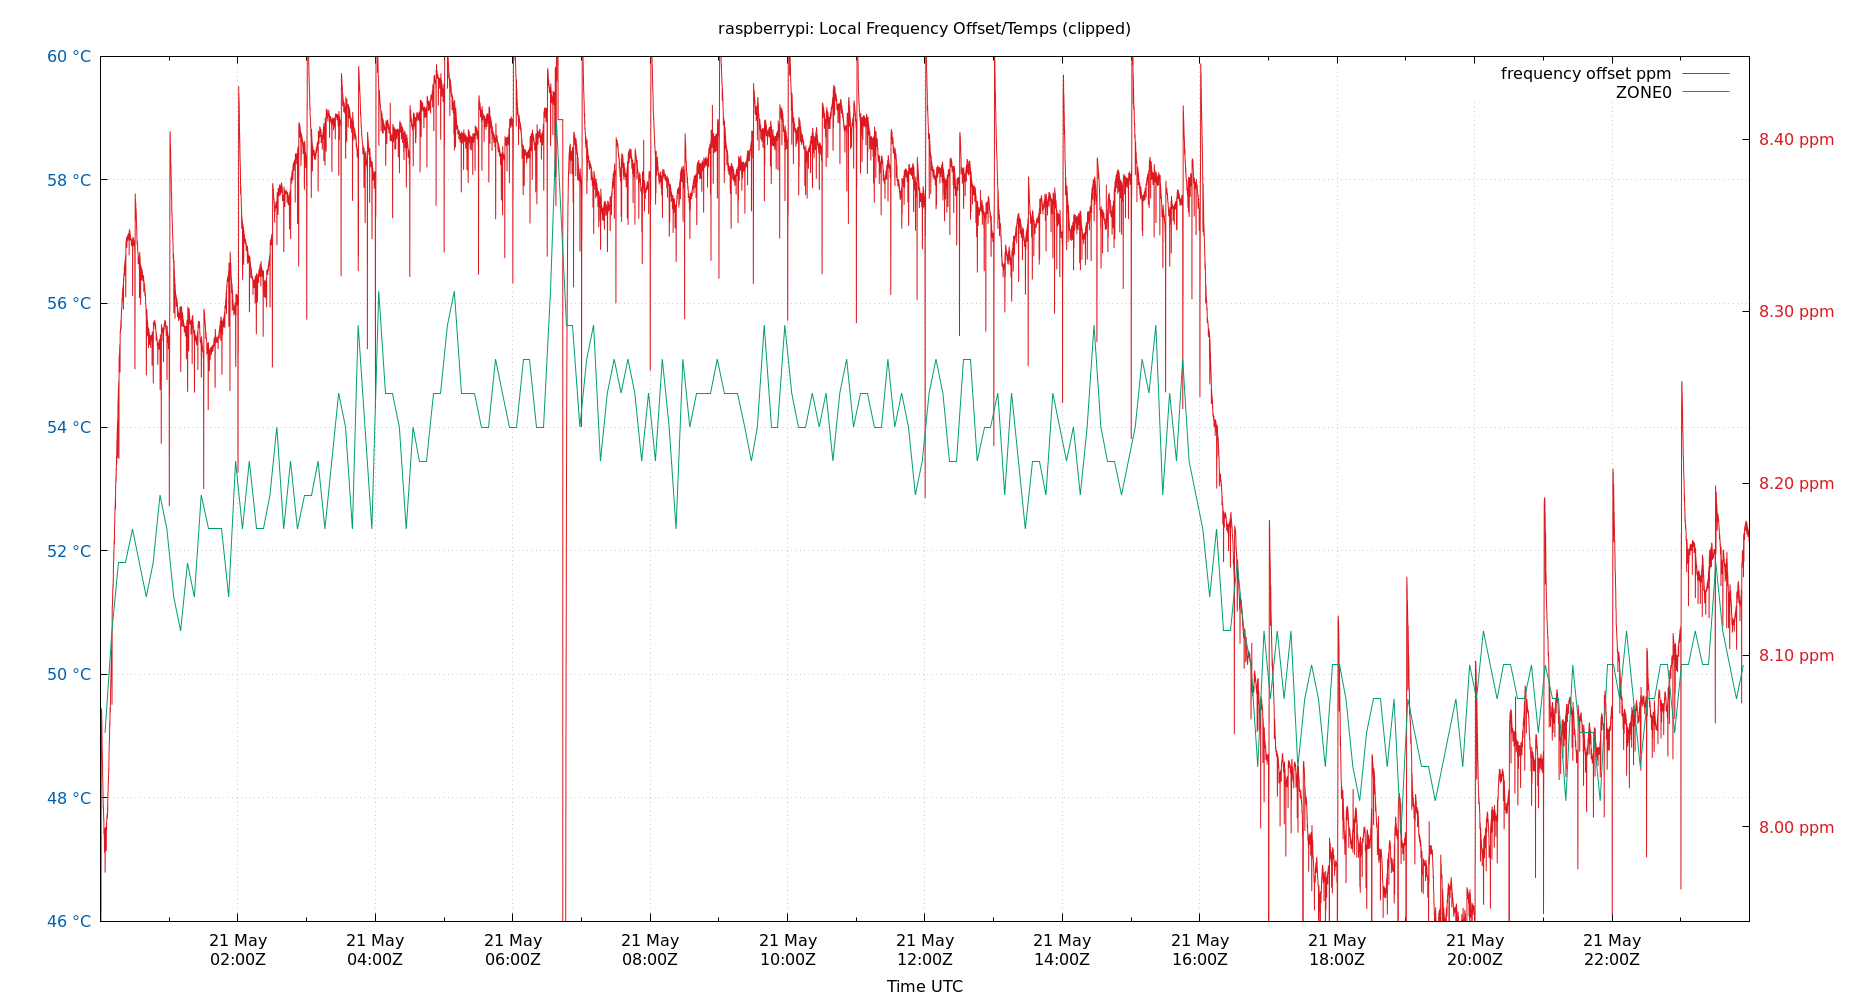 raspberrypi: Local Frequency Offset/Temps (clipped)
60 °C
58 °C
56 °C
54 °C
52 °C
50 °C
48 °C
46 °C
frequency offset ppm
ZONE0
8.40 ppm
8.30 ppm
8.20 ppm
8.10 ppm
8.00 ppm
21 May
02:00Z
21 May
04:00Z
21 May
06:00Z
21 May
08:00Z
21 May
10:00Z
21 May
12:00Z
21 May
14:00Z
21 May
16:00Z
21 May
18:00Z
21 May
20:00Z
21 May
22:00Z
Time UTC